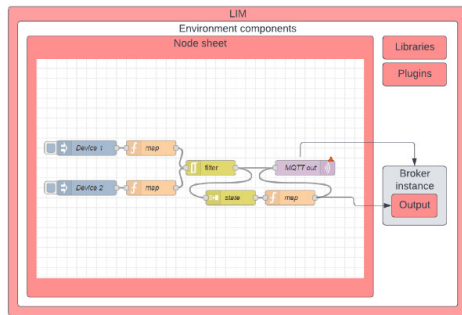 LIM
Environment components
Node sheet
Libraries
Plugins
Device 1
map
filter
MQTT out
Device 2
map
state
map
Broker
instance
Output